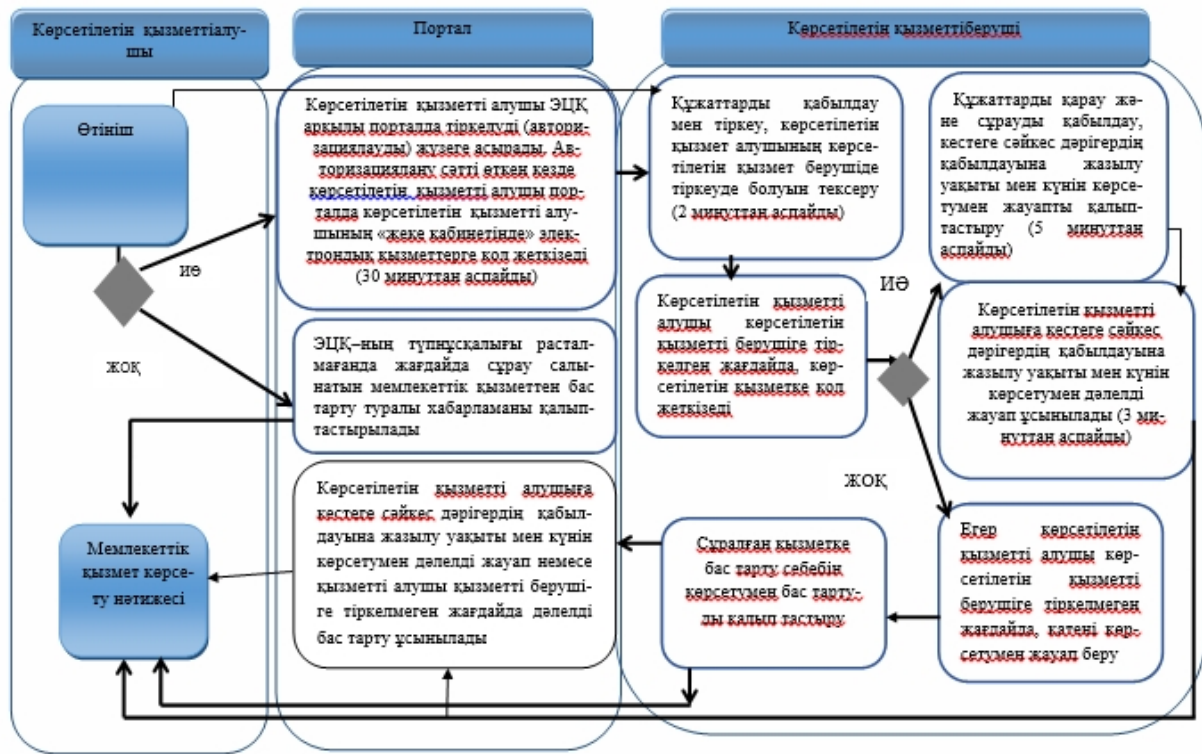 Көрсетілетін қызметтіалу-
шы
Портал
Көрсетілетін қызметтіберуші
Өтініш
ИӘ
ЖОҚ
Мемлекеттік
қызмет көрсе-
ту нәтижесі
Көрсетілетін қызметті алушы ЭЦҚ
арқылы порталда тіркелуді (автори-
зациялауды) жүзеге асырады. Ав-
торизациялану сәтті өткен кезде
көрсетілетін қызметті алушы пор-
талда көрсетілетін қызметті алу-
шының «жеке кабинетінде» элек-
трондық қызметтерге қол жеткізеді
(30 минуттан аспайды)
ЭЦҚ–ның түпнұсқалығы растал-
мағанда жағдайда сұрау салы-
натын мемлекеттік қызметтен бас
тарту туралы хабарламаны қалып-
тастырылады
Көрсетілетін қызметті алушыға
кестеге сәйкес дәрігердің қабыл-
дауына жазылу уақыты мен күнін
көрсетумен дәлелді жауап немесе
қызметті алушы қызметті беруші-
ге тіркелмеген жағдайда дәлелді
бас тарту ұсынылады
Құжаттарды қабылдау
мен тіркеу, көрсетілетін
қызмет алушының көрсе-
тілетін қызмет берушіде
тіркеуде болуын тексеру
(2 минуттан аспайды)
Көрсетілетін қызметті
алушы көрсетілетін
қызметті берушіге тір-
келген жағдайда, көр-
сетілетін қызметке қол
жеткізеді
ИӘ
ЖОҚ
Құжаттарды қарау жә-
не сұрауды қабылдау,
кестеге сәйкес дәрігердің
қабылдауына жазылу
уақыты мен күнін көрсе-
тумен жауапты қалып-
тастыру (5 минуттан
аспайды)
Көрсетілетін қызметті
алушыға кестеге сәйкес
дәрігердің қабылдауына
жазылу уақыты мен күнін
көрсетумен дәлелді
жауап ұсынылады (3 ми-
нуттан аспайды)
Егер көрсетілетін
қызметті алушы көр-
сетілетін қызметті
берушіге тіркелмеген
жағдайда, қатені көр-
сетумен жауап беру
Сұралған қызметке
бас тарту себебін
көрсетумен бас тарту-
ды қалып тастыру